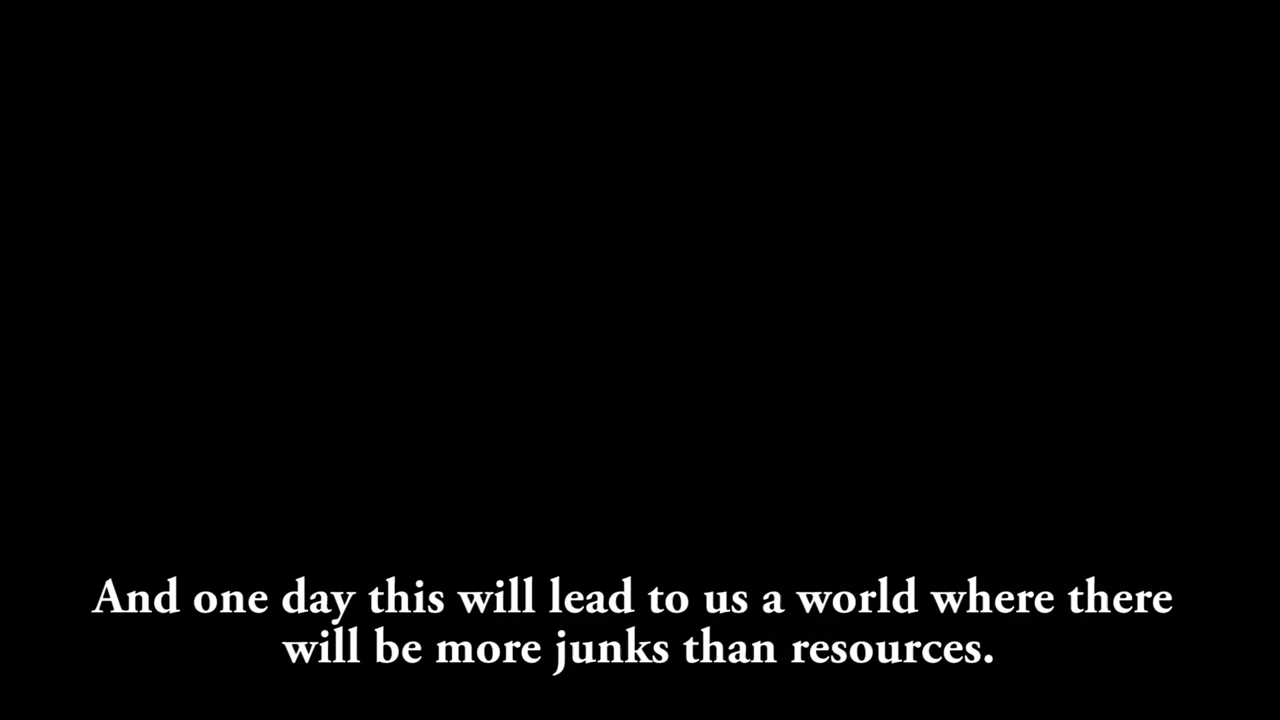 And one day this will lead to us a world where there
will be more junks than resources.